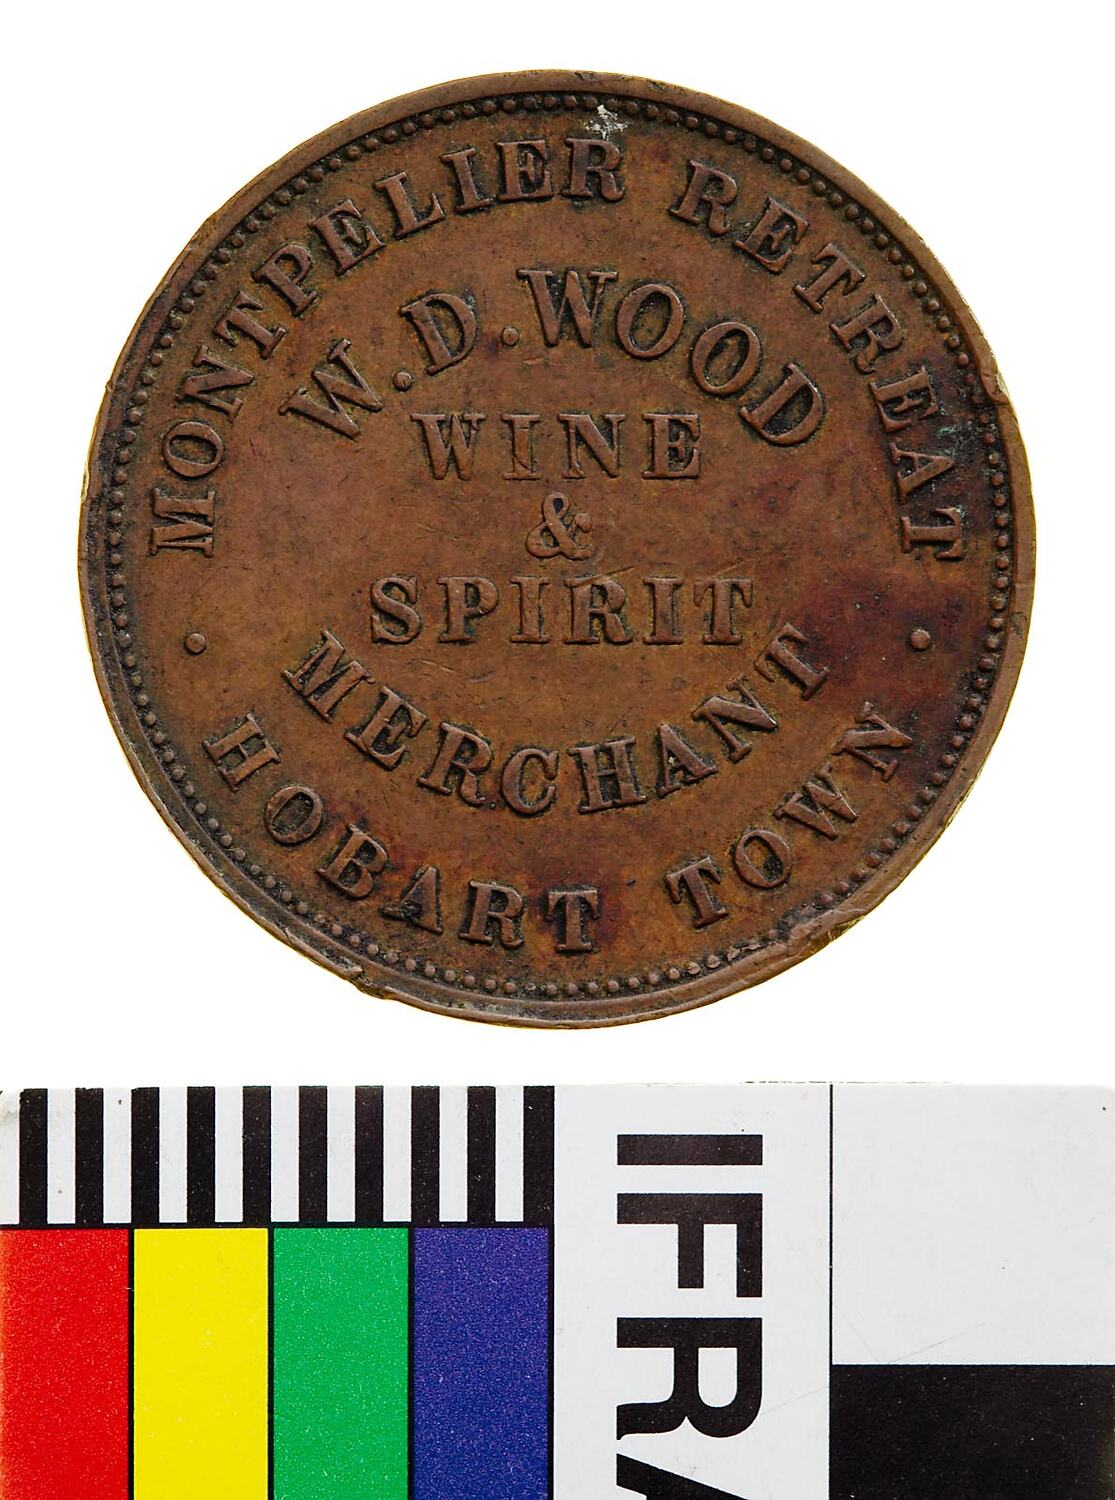 MONTPELIER RETREAT
W.D.WOOD
WINE
&
SPIRIT
MERCHANT
HOBART TOWN
IFRA